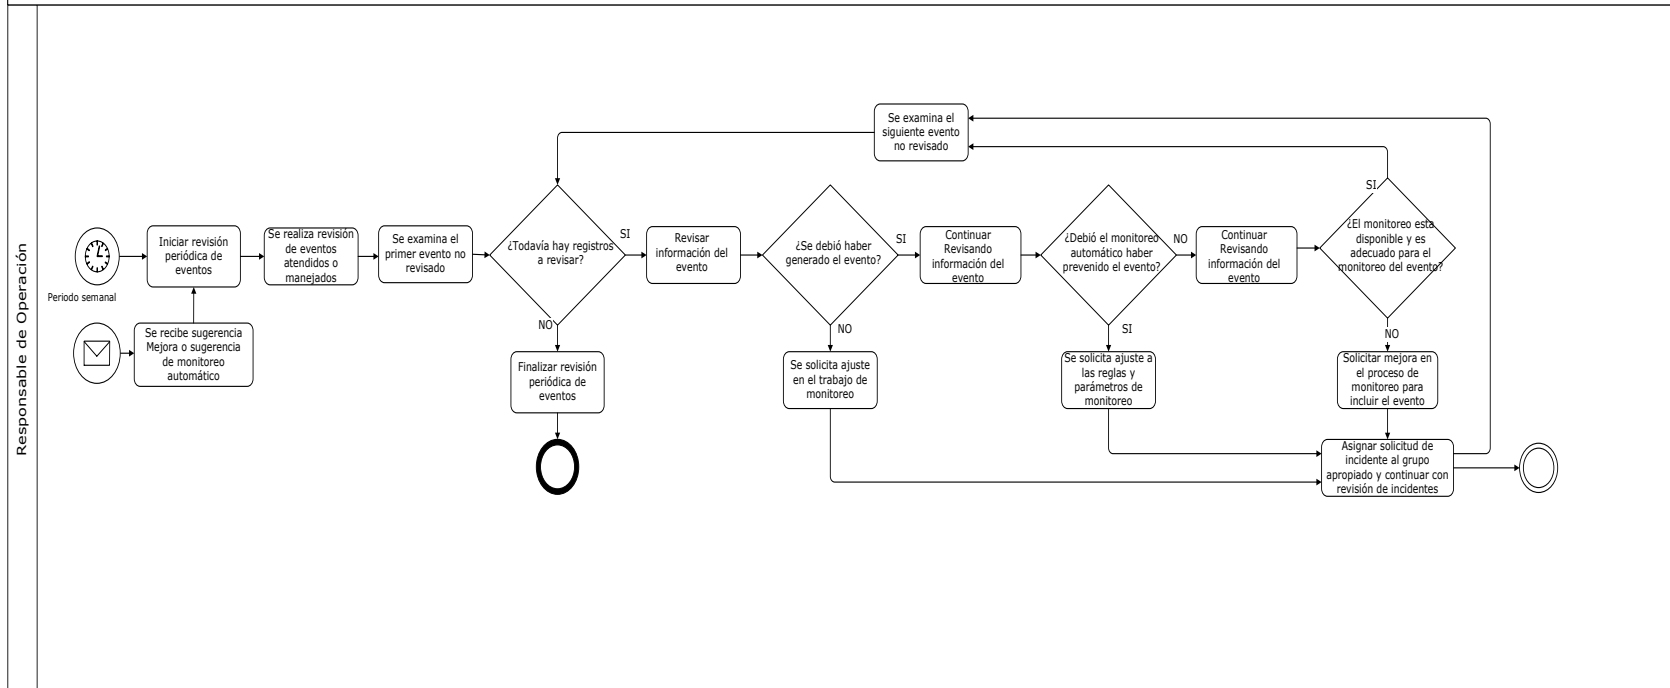 Responsable de Operación
Periodo semanal
Iniciar revisión
periódica de
eventos
Se recibe sugerencia
Mejora o sugerencia
de monitoreo
automático
Se realiza revisión
de eventos
atendidos o
manejados
Se examina el
primer evento no
revisado
¿Todavía hay registros
a revisar?
SI
NO
Finalizar revisión
periódica de
eventos
Revisar
información del
evento
¿Se debió haber
generado el evento?
SI
NO
Se solicita ajuste
en el trabajo de
monitoreo
Se examina el
siguiente evento
no revisado
Continuar
Revisando
información del
evento
¿Debió el monitoreo
automático haber
prevenido el evento?
NO
SI
Se solicita ajuste a
las reglas y
parámetros de
monitoreo
Continuar
Revisando
información del
evento
¿El monitoreo esta
disponible y es
adecuado para el
monitoreo del evento?
SI
NO
Solicitar mejora en
el proceso de
monitoreo para
incluir el evento
Asignar solicitud de
incidente al grupo
apropiado y continuar con
revisión de incidentes